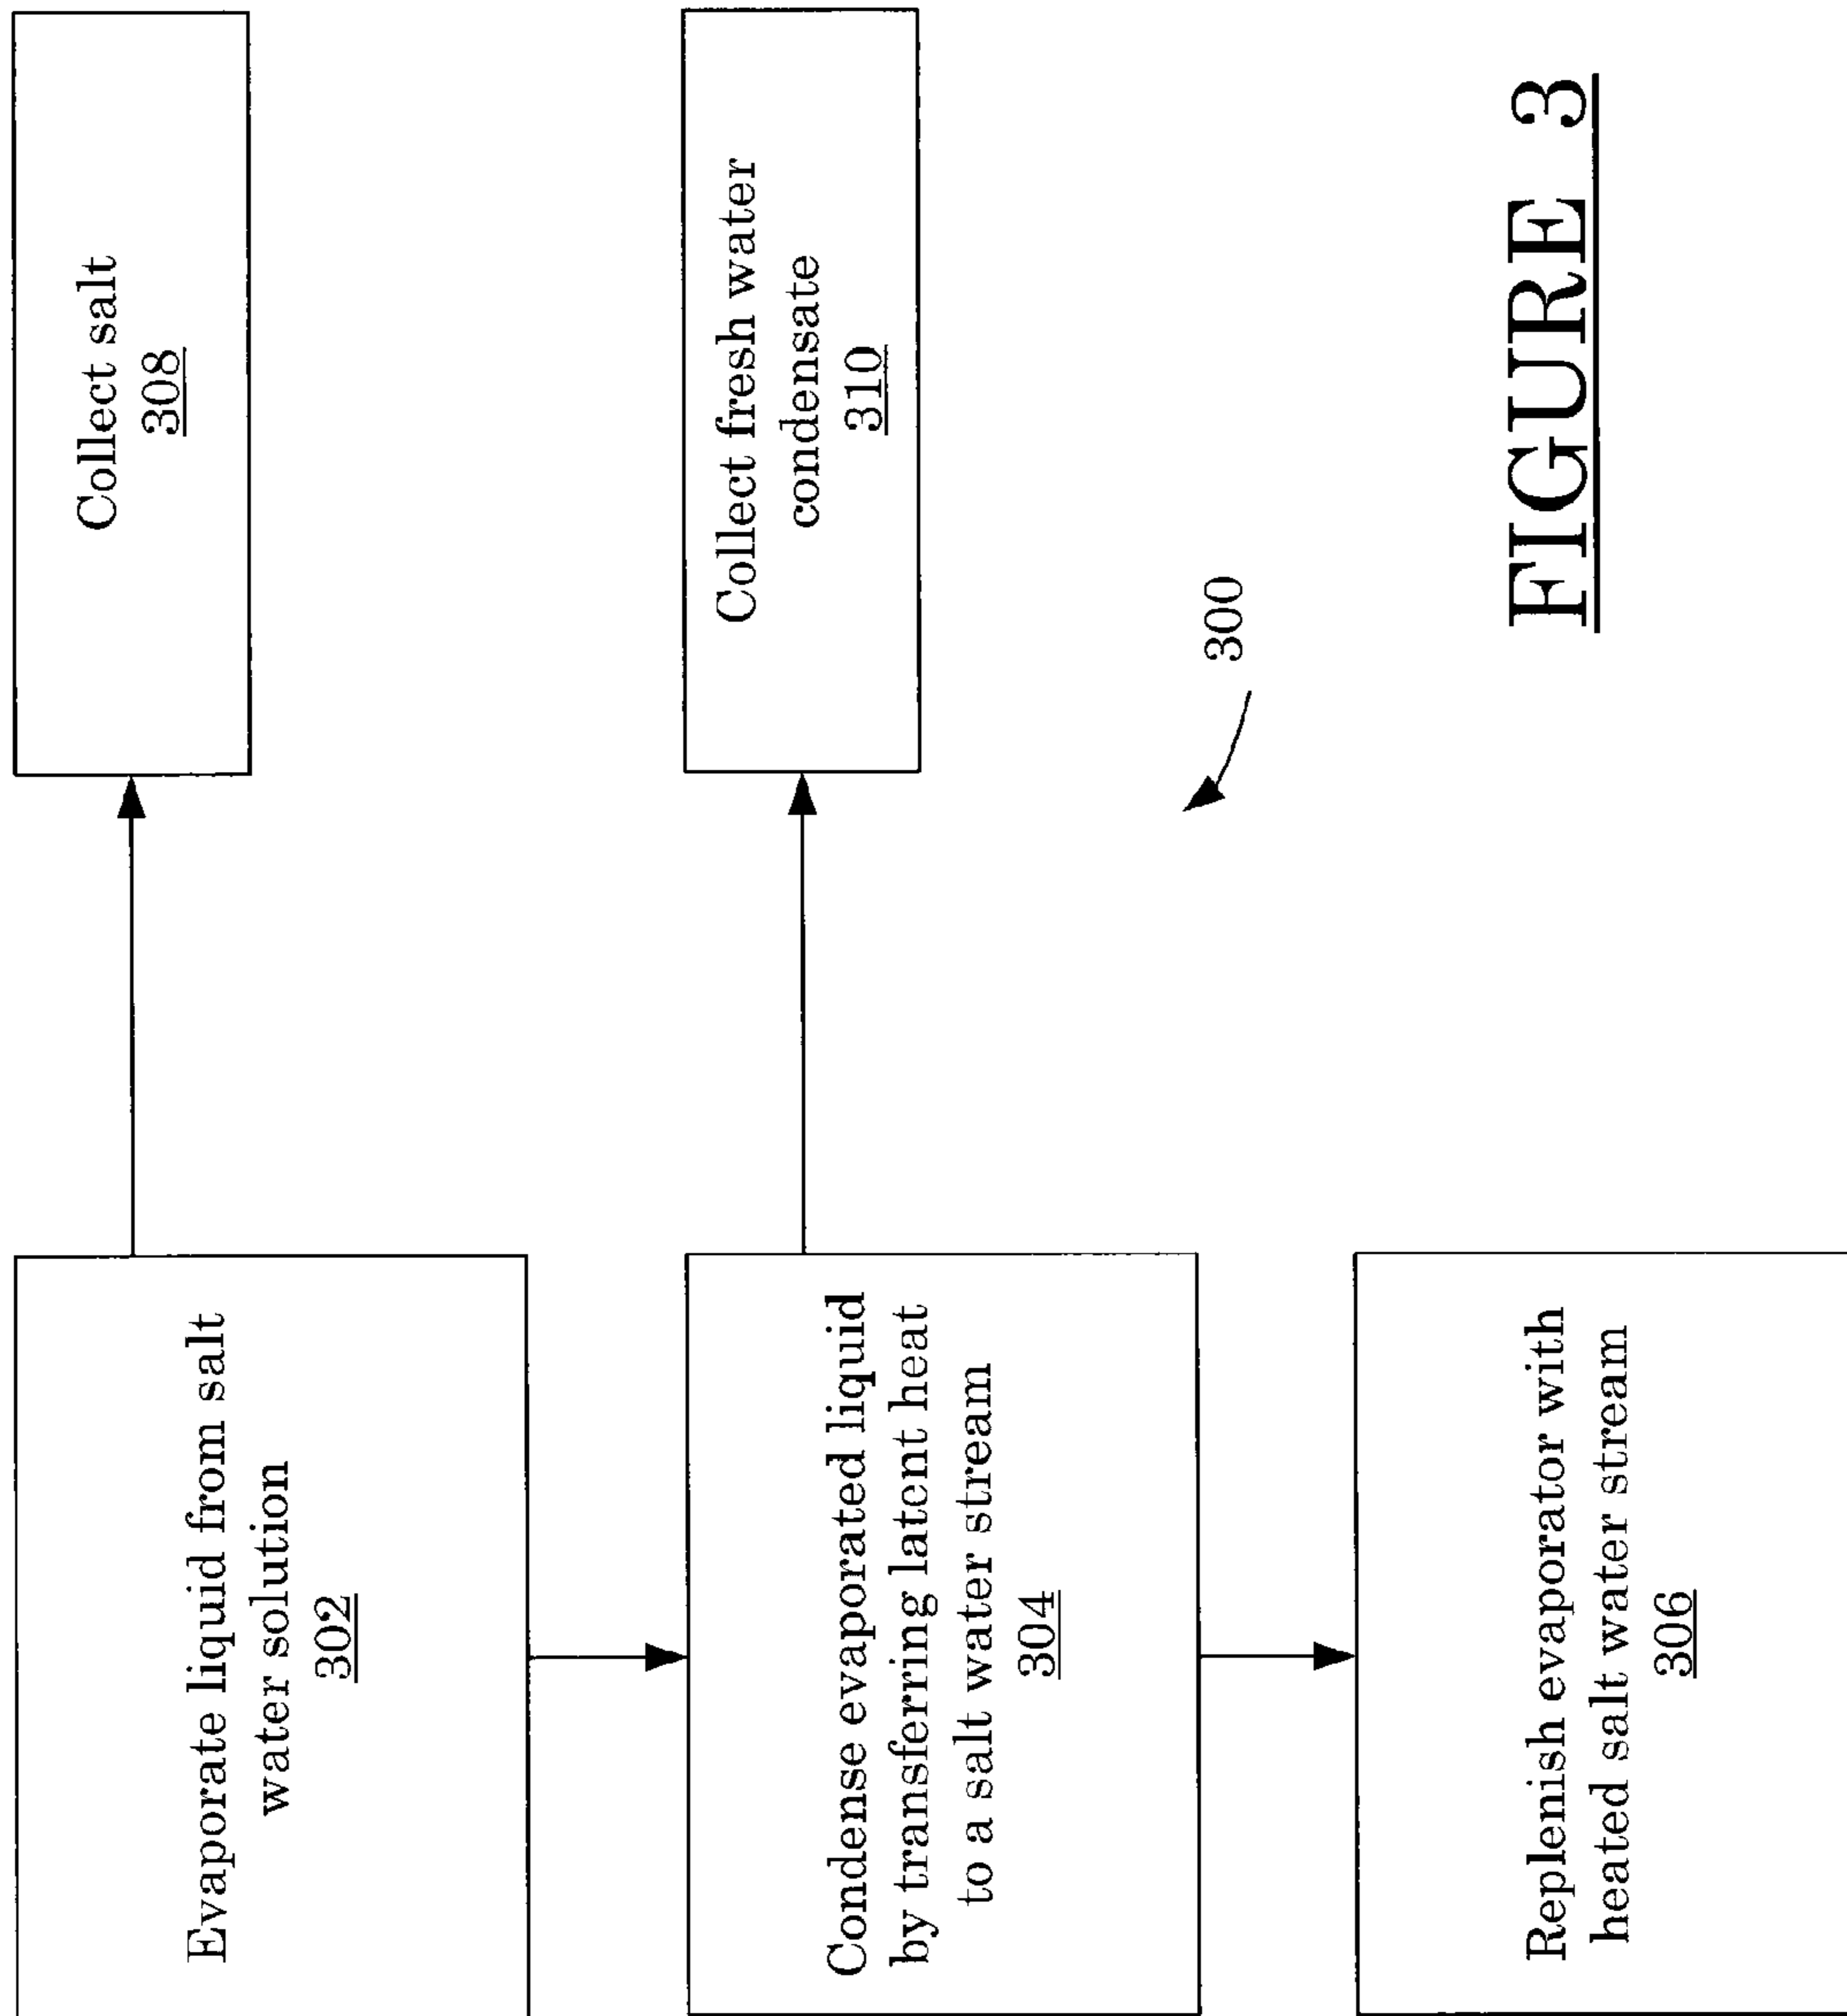 Evaporate liquid from salt
water solution
302
Collect salt
308
Condense evaporated liquid
by transferring latent heat
to a salt water stream
304
Collect fresh water
condensate
310
Replenish evaporator with
heated salt water stream
306
300
FIGURE 3